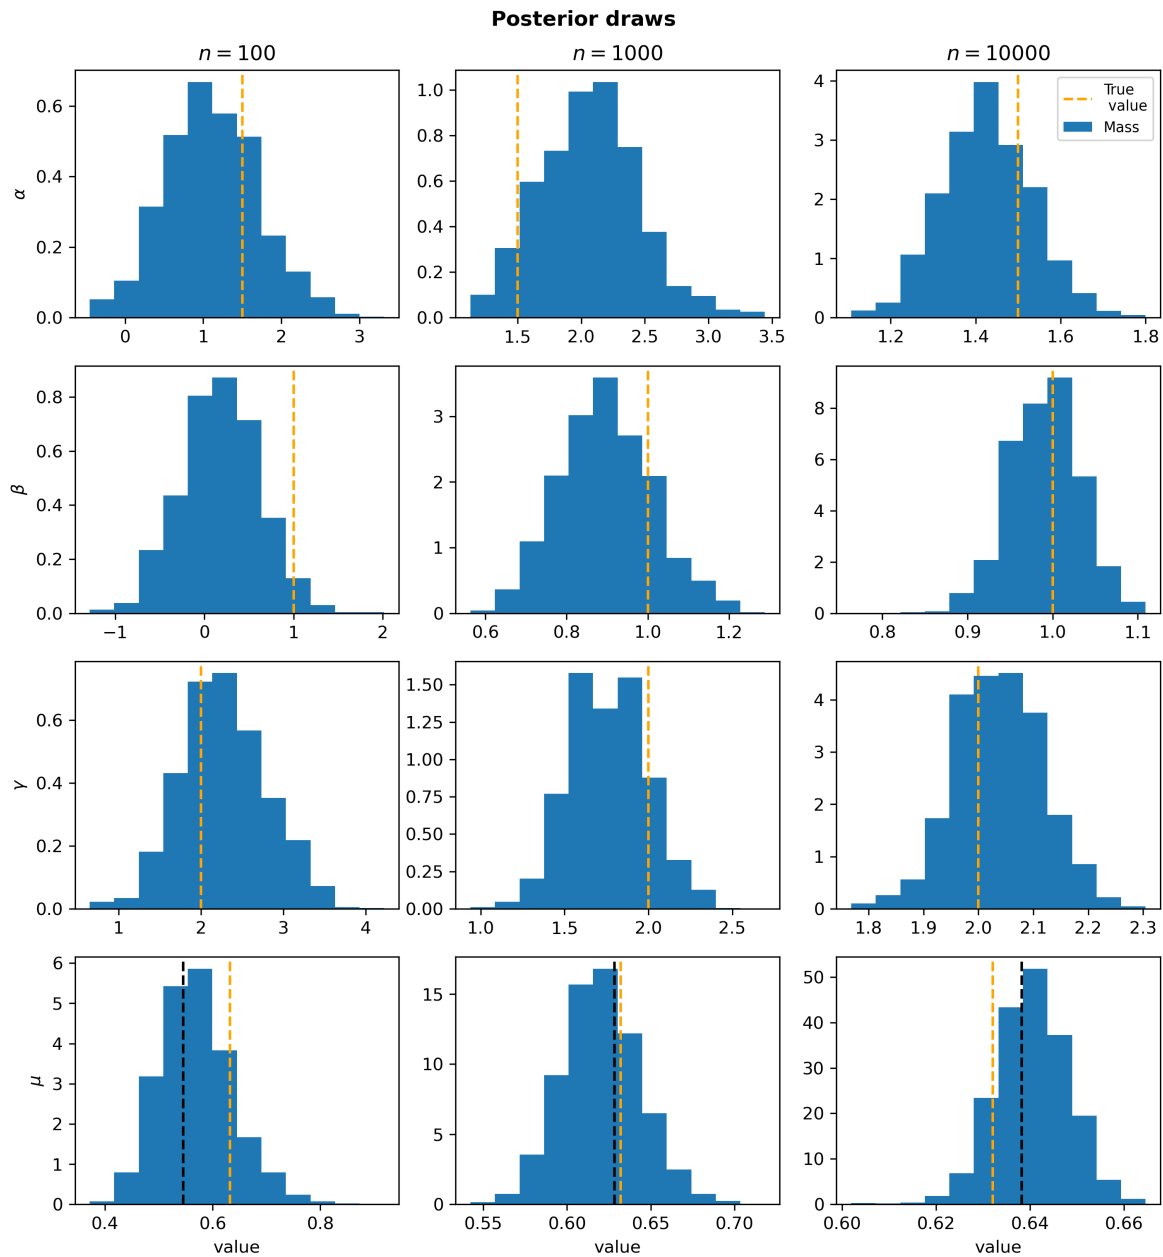 Posterior draws
n = 100
n = 1000
n = 10000
α
0.6
0.4
0.2
0.0
0 1 2 3
1.0
0.8
0.6
0.4
0.2
0.0
1.5 2.0 2.5 3.0 3.5
4
3
2
1
0
1.2 1.4 1.6 1.8
True
value
Mass
β
0.8
0.6
0.4
0.2
0.0
−1 0 1 2
3
2
1
0
0.6 0.8 1.0 1.2
8
6
4
2
0
0.8 0.9 1.0 1.1
γ
0.6
0.4
0.2
0.0
1 2 3 4
1.50
1.25
1.00
0.75
0.50
0.25
0.00
1.0 1.5 2.0 2.5
4
3
2
1
0
1.8 1.9 2.0 2.1 2.2 2.3
μ
6
5
4
3
2
1
0
0.4 0.6 0.8
value
15
10
5
0
0.55 0.60 0.65 0.70
value
50
40
30
20
10
0
0.60 0.62 0.64 0.66
value